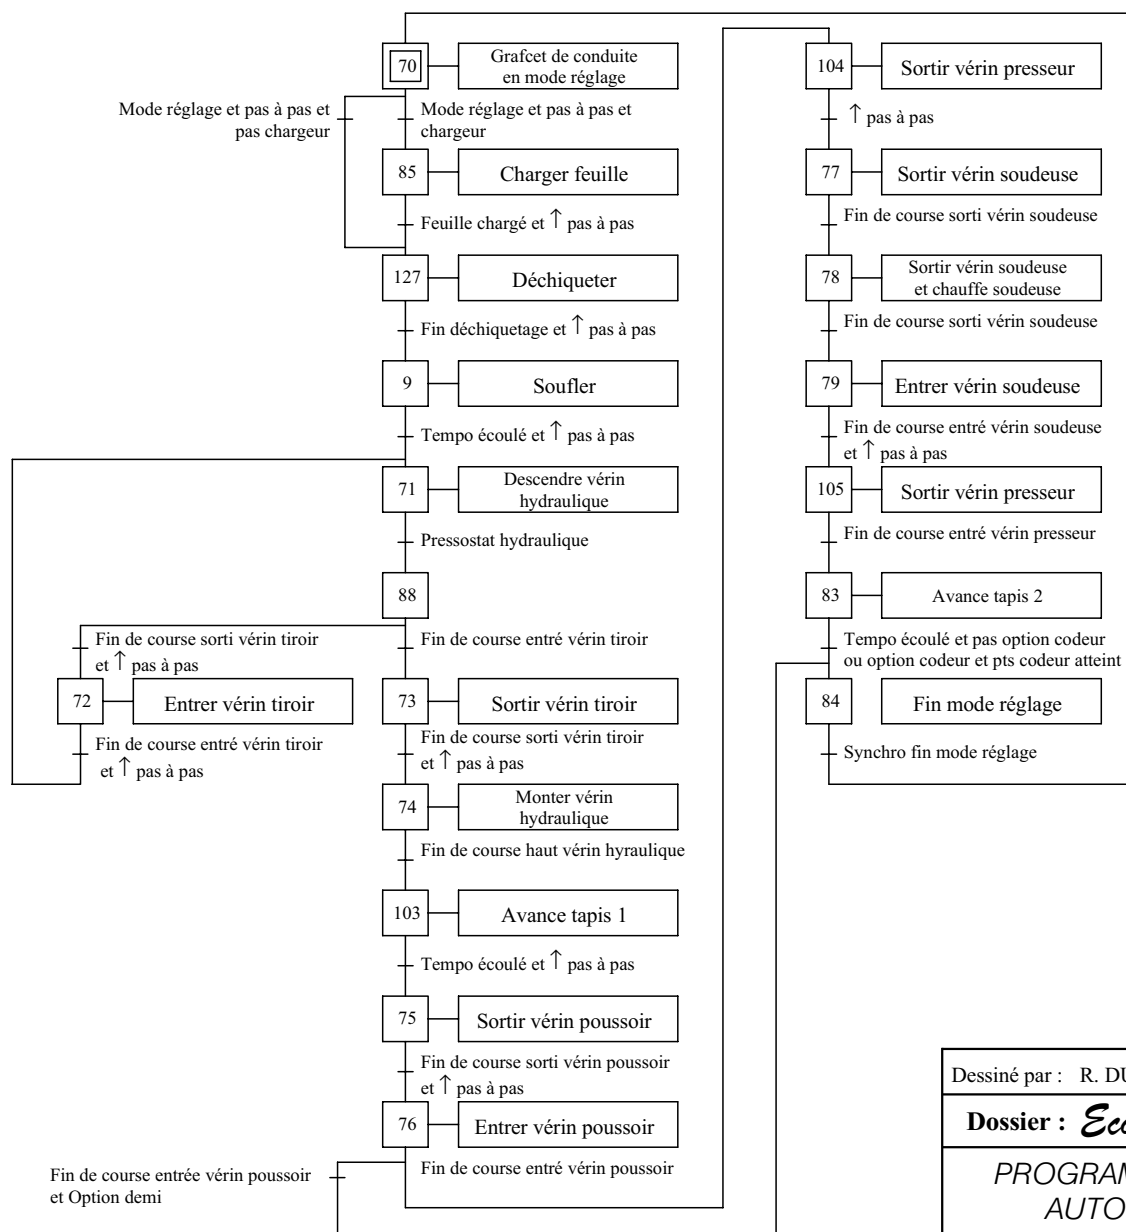 70
Grafcet de conduite
en mode réglage
Mode réglage et pas à pas et
pas chargeur
Mode réglage et pas à pas et
chargeur
85
Charger feuille
Feuille chargé et ↑ pas à pas
127
Déchiqueter
Fin déchiquetage et ↑ pas à pas
9
Soufler
Tempo écoulé et ↑ pas à pas
71
Descendre vérin
hydraulique
Pressostat hydraulique
88
Fin de course sorti vérin tiroir
et ↑ pas à pas
Fin de course entré vérin tiroir
72
Entrer vérin tiroir
73
Sortir vérin tiroir
Fin de course entré vérin tiroir
et ↑ pas à pas
Fin de course sorti vérin tiroir
et ↑ pas à pas
74
Monter vérin
hydraulique
Fin de course haut vérin hyraulique
103
Avance tapis 1
Tempo écoulé et ↑ pas à pas
75
Sortir vérin poussoir
Fin de course sorti vérin poussoir
et ↑ pas à pas
76
Entrer vérin poussoir
Fin de course entrée vérin poussoir
et Option demi
Fin de course entré vérin poussoir
104
Sortir vérin presseur
↑ pas à pas
77
Sortir vérin soudeuse
Fin de course sorti vérin soudeuse
78
Sortir vérin soudeuse
et chauffe soudeuse
Fin de course sorti vérin soudeuse
79
Entrer vérin soudeuse
Fin de course entré vérin soudeuse
et ↑ pas à pas
105
Sortir vérin presseur
Fin de course entré vérin presseur
83
Avance tapis 2
Tempo écoulé et pas option codeur
ou option codeur et pts codeur atteint
84
Fin mode réglage
Synchro fin mode réglage
Dessiné par : R. DU
Dossier : Eco
PROGRAM
AUTO